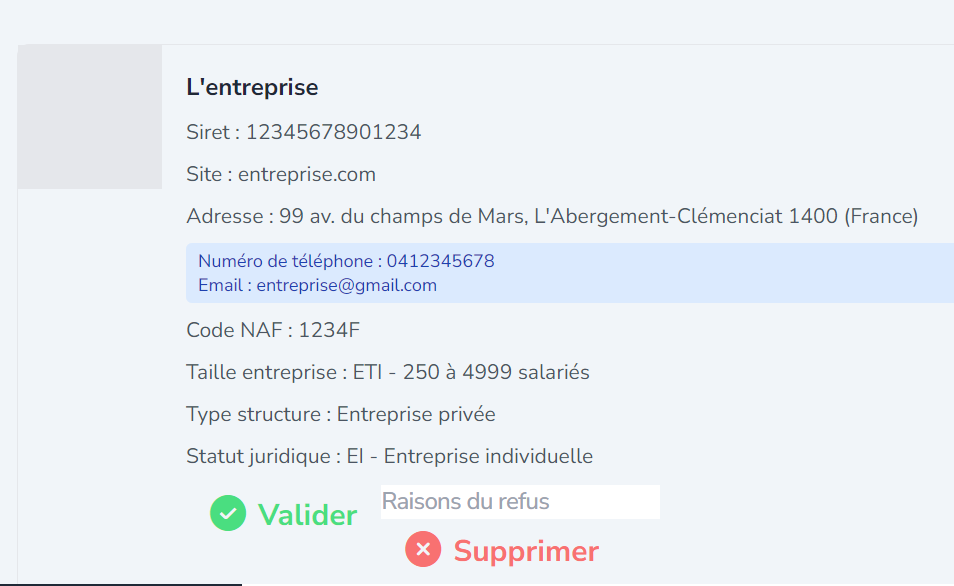 L'entreprise
Siret : 12345678901234
Site : entreprise.com
Adresse : 99 av. du champs de Mars, L'Abergement-Clémenciat 1400 (France)
Numéro de téléphone : 0412345678
Email : entreprise@gmail.com
Code NAF : 1234F
Taille entreprise : ETI - 250 à 4999 salariés
Type structure : Entreprise privée
Statut juridique : EI - Entreprise individuelle
Valider
Raisons du refus
Supprimer